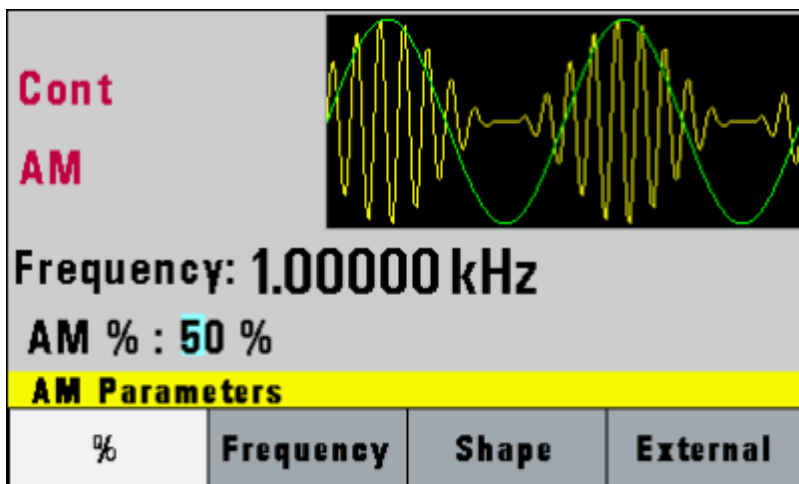 Cont
AM
Frequency: 1.00000 kHz
AM % : 50 %
AM Parameters
% Frequency Shape External